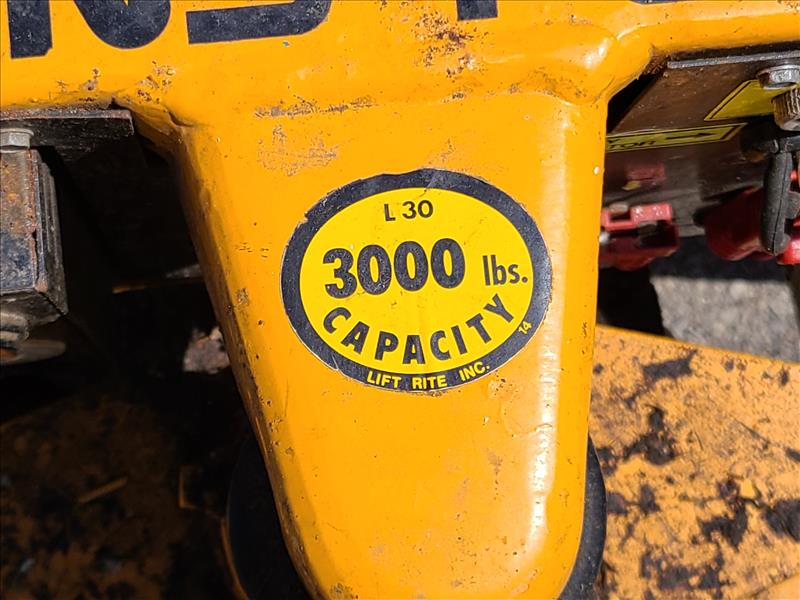 L 30
3000 lbs.
CAPACITY
14
LIFT RITE INC.